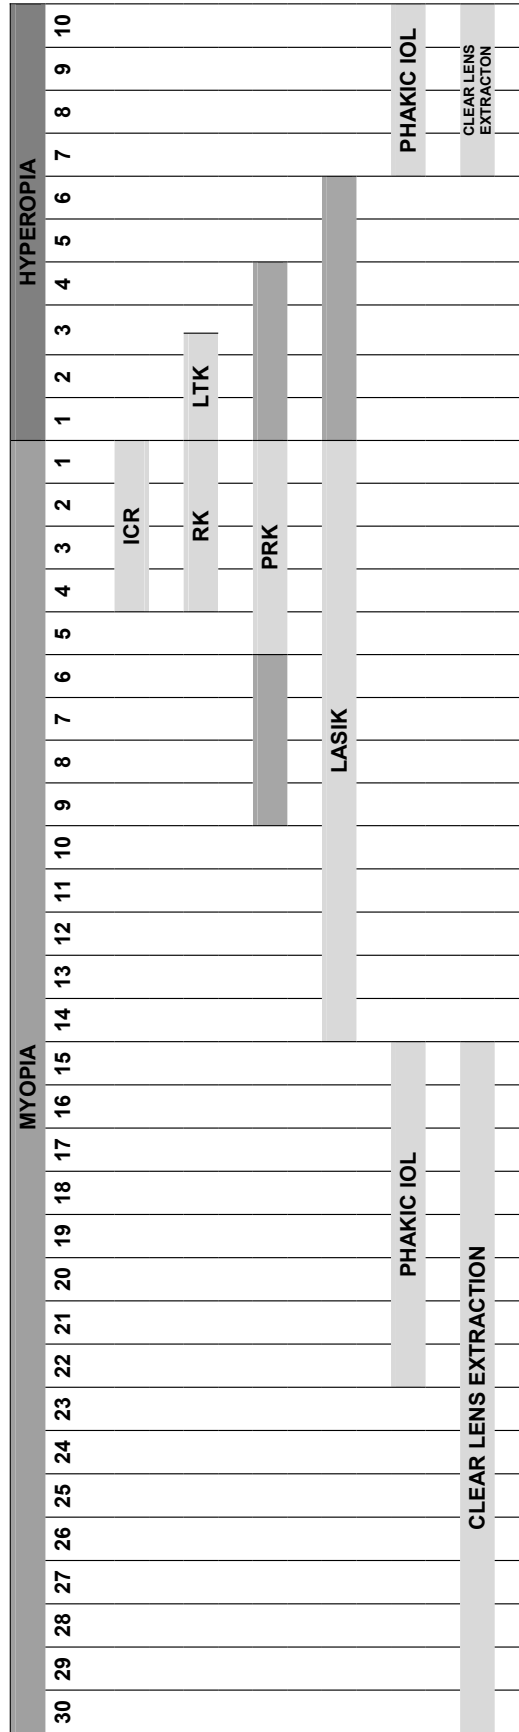 MYOPIA HYPEROPIA
30 29 28 27 26 25 24 23 22 21 20 19 18 17 16 15 14 13 12 11 10 9 8 7 6 5 4 3 2 1 1 2 3 4 5 6 7 8 9 10
ICR
RK LTK
PRK
LASIK
PHAKIC IOL PHAKIC IOL
CLEAR LENS EXTRACTION
CLEAR LENS
EXTRACTON